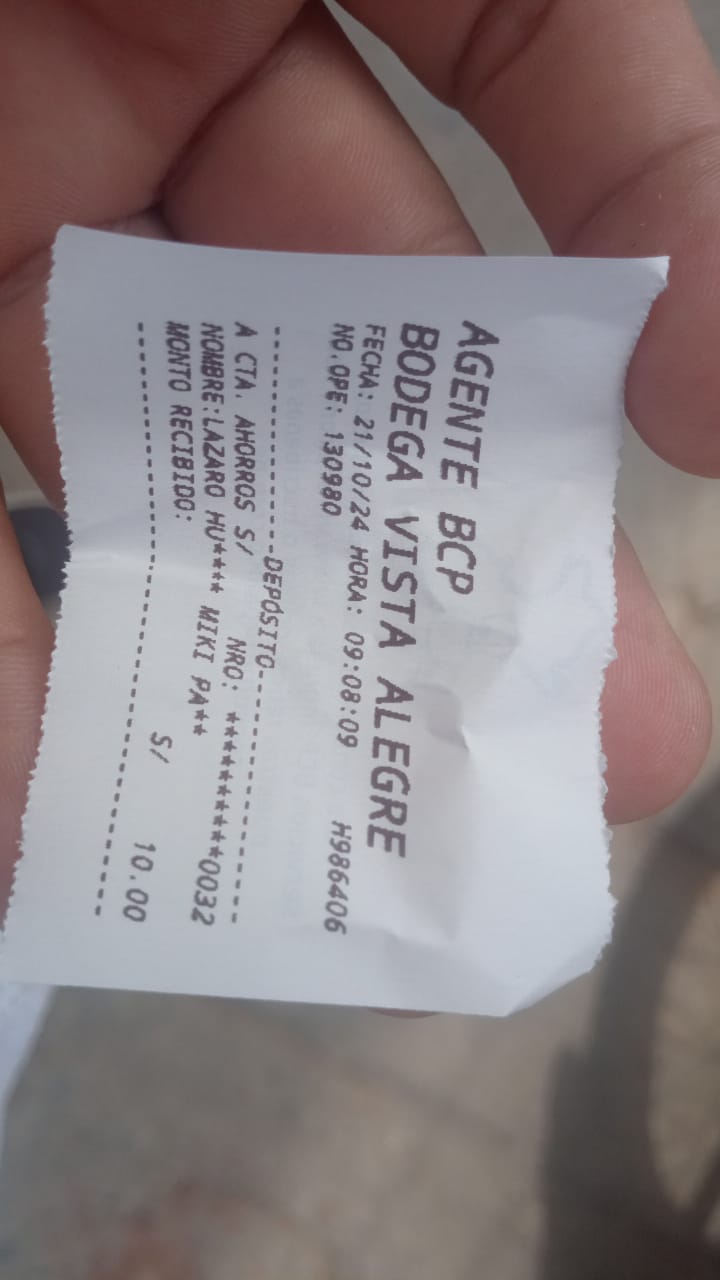 AGENTE BCP
BODEGA VISTA ALEGRE
FECHA: 21/10/24 HORA: 09:08:09
NO.OPE: 130980 H986406
----------------DEPÓSITO----------------
A CTA. AHORROS S/ NRO: **********0032
NOMBRE:LAZARO HU**** MIKI PA**
MONTO RECIBIDO: S/ 10.00
----------------------------------------